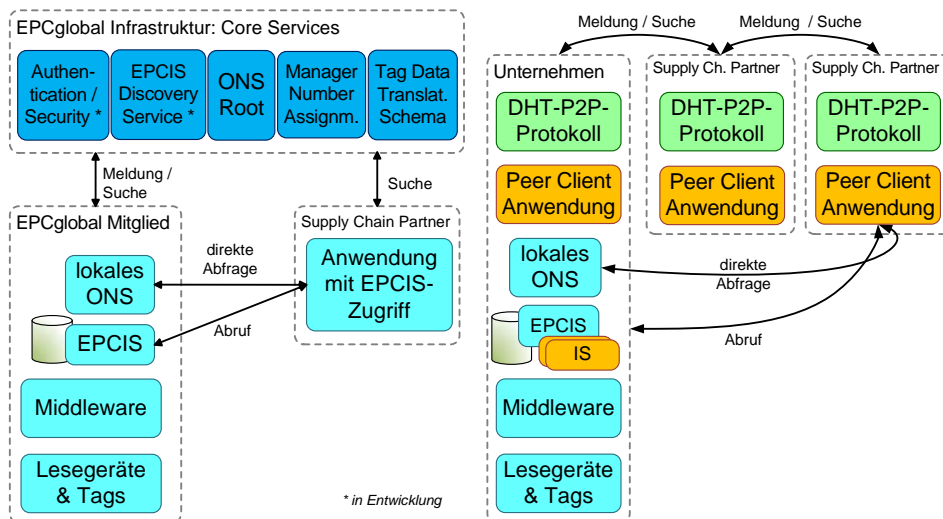 EPCglobal Infrastruktur: Core Services
Authen-
tication /
Security *
EPCIS
Discovery
Service *
ONS
Root
Manager
Number
Assignm.
Tag Data
Translat.
Schema
Meldung /
Suche
Suche
EPCglobal Mitglied
lokales
ONS
EPCIS
Middleware
Lesegeräte
& Tags
direkte
Abfrage
Abruf
Supply Chain Partner
Anwendung
mit EPCIS-
Zugriff
* in Entwicklung
Meldung / Suche
Meldung / Suche
Unternehmen
DHT-P2P-
Protokoll
Peer Client
Anwendung
lokales
ONS
EPCIS
IS
Middleware
Lesegeräte
& Tags
Supply Ch. Partner
DHT-P2P-
Protokoll
Peer Client
Anwendung
Supply Ch. Partner
DHT-P2P-
Protokoll
Peer Client
Anwendung
direkte
Abfrage
Abruf